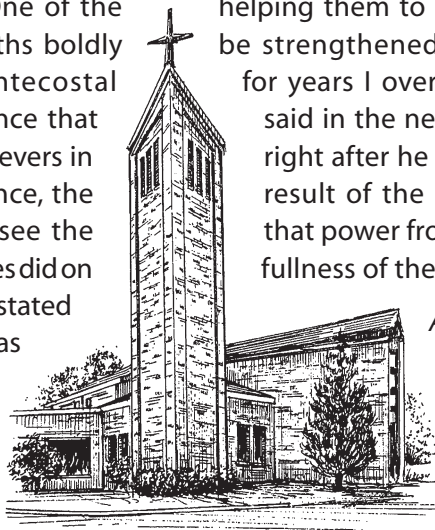 One of the
ths boldly
ntecostal
nce that
evers in
nce, the
see the
es did on
stated
as
helping them to
be strengthened
for years I over
said in the ne
right after he
result of the
that power fro
fullness of the